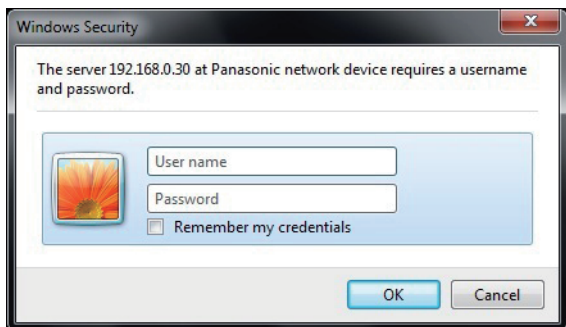 Windows Security
The server 192.168.0.30 at Panasonic network device requires a username
and password.
User name
Password
Remember my credentials
OK
Cancel